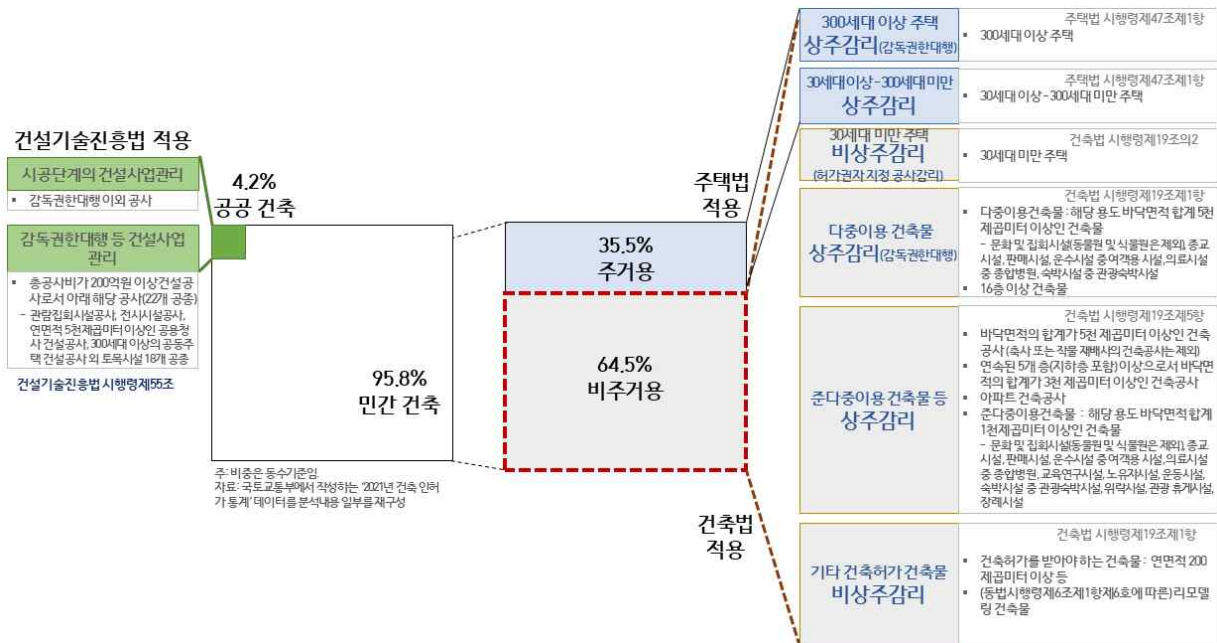 건설기술진흥법 적용
시공단계의 건설사업관리
▪ 감독권한대행 이외 공사
감독권한대행 등 건설사업
관리
▪ 총공사비가 200억원 이상건설공
사로서 아래 해당 공사(22개 공종)
- 관람집회시설공사, 전시시설공사,
연면적 5천제곱미터 이상인 공용청
사 건설공사, 300세대 이상의 공동주
택 건설공사 외 토목시설 18개 공종
건설기술진흥법 시행령제55조
4.2%
공공 건축
95.8%
민간 건축
주: 비중은 동수기준임.
자료: 국토교통부에서 작성하는 '2021년 건축 인허
가 통계' 데이터를 분석내용 일부를 재구성
주택법
적용
35.5%
주거용
64.5%
비주거용
건축법
적용
300세대 이상 주택
상주감리(감독권한대행)
주택법 시행령제47조제1항
▪ 300세대 이상 주택
30세대 이상-300세대 미만
상주감리
주택법 시행령제47조제1항
▪ 30세대 이상-300세대 미만 주택
30세대 미만 주택
비상주감리
(허가권자 지정 공사감리)
건축법 시행령제19조의2
▪ 30세대 미만 주택
다중이용 건축물
상주감리(감독권한대행)
건축법 시행령제19조제1항
▪ 다중이용건축물 : 해당 용도 바닥면적 합계 5천
제곱미터 이상인 건축물
- 문화 및 집회시설(동물원 및 식물원은 제외), 종교
시설, 판매시설, 운수시설 중 여객용 시설, 의료시설
중 종합병원, 숙박시설 중 관광숙박시설
▪ 16층 이상 건축물
준다중이용 건축물 등
상주감리
건축법 시행령제19조제5항
▪ 바닥면적의 합계가 5천 제곱미터 이상인 건축
공사 (축사 또는 작물 재배사의 건축공사는 제외)
▪ 연속된 5개 층(지하층 포함) 이상으로서 바닥면
적의 합계가 3천 제곱미터 이상인 건축공사
▪ 아파트 건축공사
▪ 준다중이용건축물 : 해당 용도 바닥면적 합계
1천제곱미터 이상인 건축물
- 문화 및 집회시설(동물원 및 식물원은 제외), 종교
시설, 판매시설, 운수시설 중 여객용 시설, 의료시설
중 종합병원, 교육연구시설, 노유자시설, 운동시설,
숙박시설 중 관광숙박시설, 위락시설, 관광 휴게시설,
장례시설
기타 건축허가 건축물
비상주감리
건축법 시행령제19조제1항
▪ 건축허가를 받아야 하는 건축물 : 연면적 200
제곱미터 이상 등
▪ (동법시행령제6조제1항제6호에 따른) 리모델
링 건축물